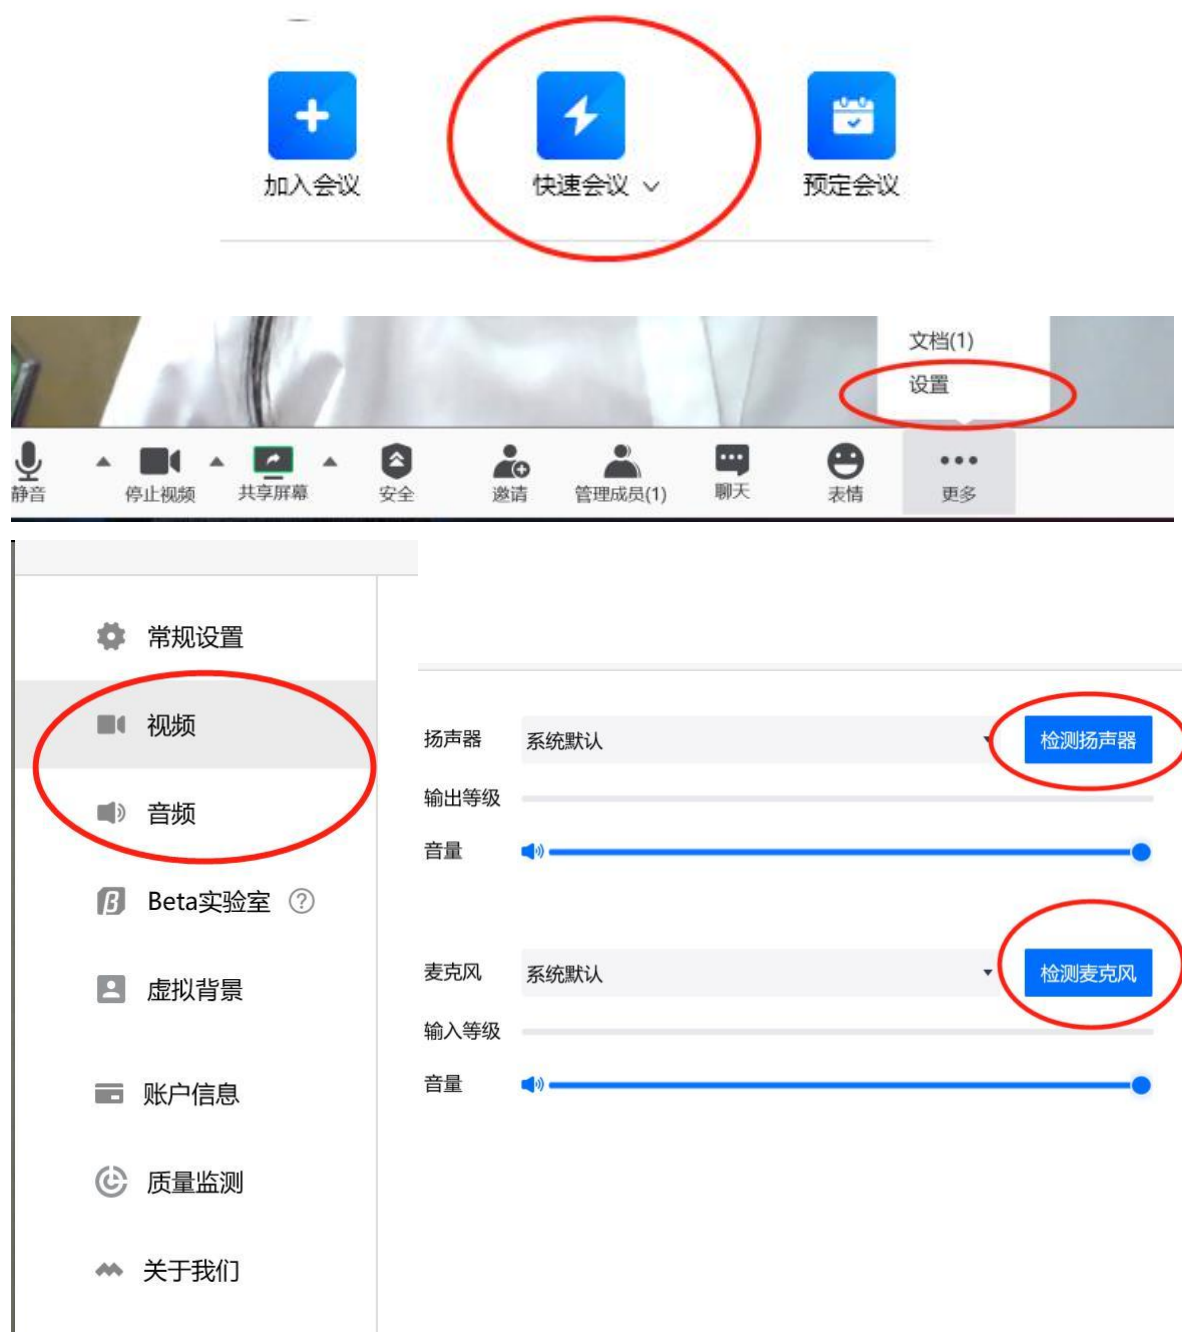 加入会议
快速会议
预定会议
文档(1)
设置
静音
停止视频
共享屏幕
安全
邀请
管理成员(1)
聊天
表情
更多
常规设置
视频
音频
Beta实验室
虚拟背景
账户信息
质量监测
关于我们
扬声器 系统默认 检测扬声器
输出等级
音量
麦克风 系统默认 检测麦克风
输入等级
音量